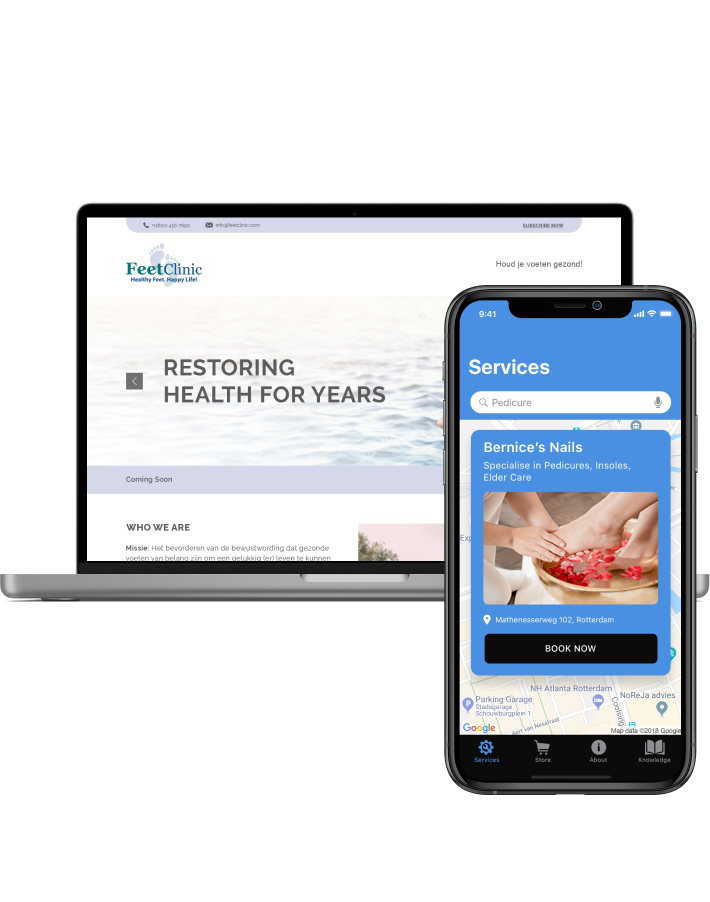 +31(0)0 456 7890 info@feetclinic.com SUBSCRIBE NOW
FeetClinic
Healthy Feet. Happy Life!
Houd je voeten gezond!
RESTORING
HEALTH FOR YEARS
Coming Soon
WHO WE ARE
Missie: Het bevorderen van de bewustwording dat gezonde
voeten van belang zijn om een gelukkig (er) leven te kunnen
9:41
Services
Pedicure
Bernice's Nails
Specialise in Pedicures, Insoles,
Elder Care
Mathenesserweg 102, Rotterdam
BOOK NOW
Exp
NH Atlanta Rotterdam
Parking Garage
Stadsgarage
Schouwburgplein 1
NoReJa advies
Coolsing
Aert van Nesstraat
Google
Map data ©2018 Google
Services Store About Knowledge